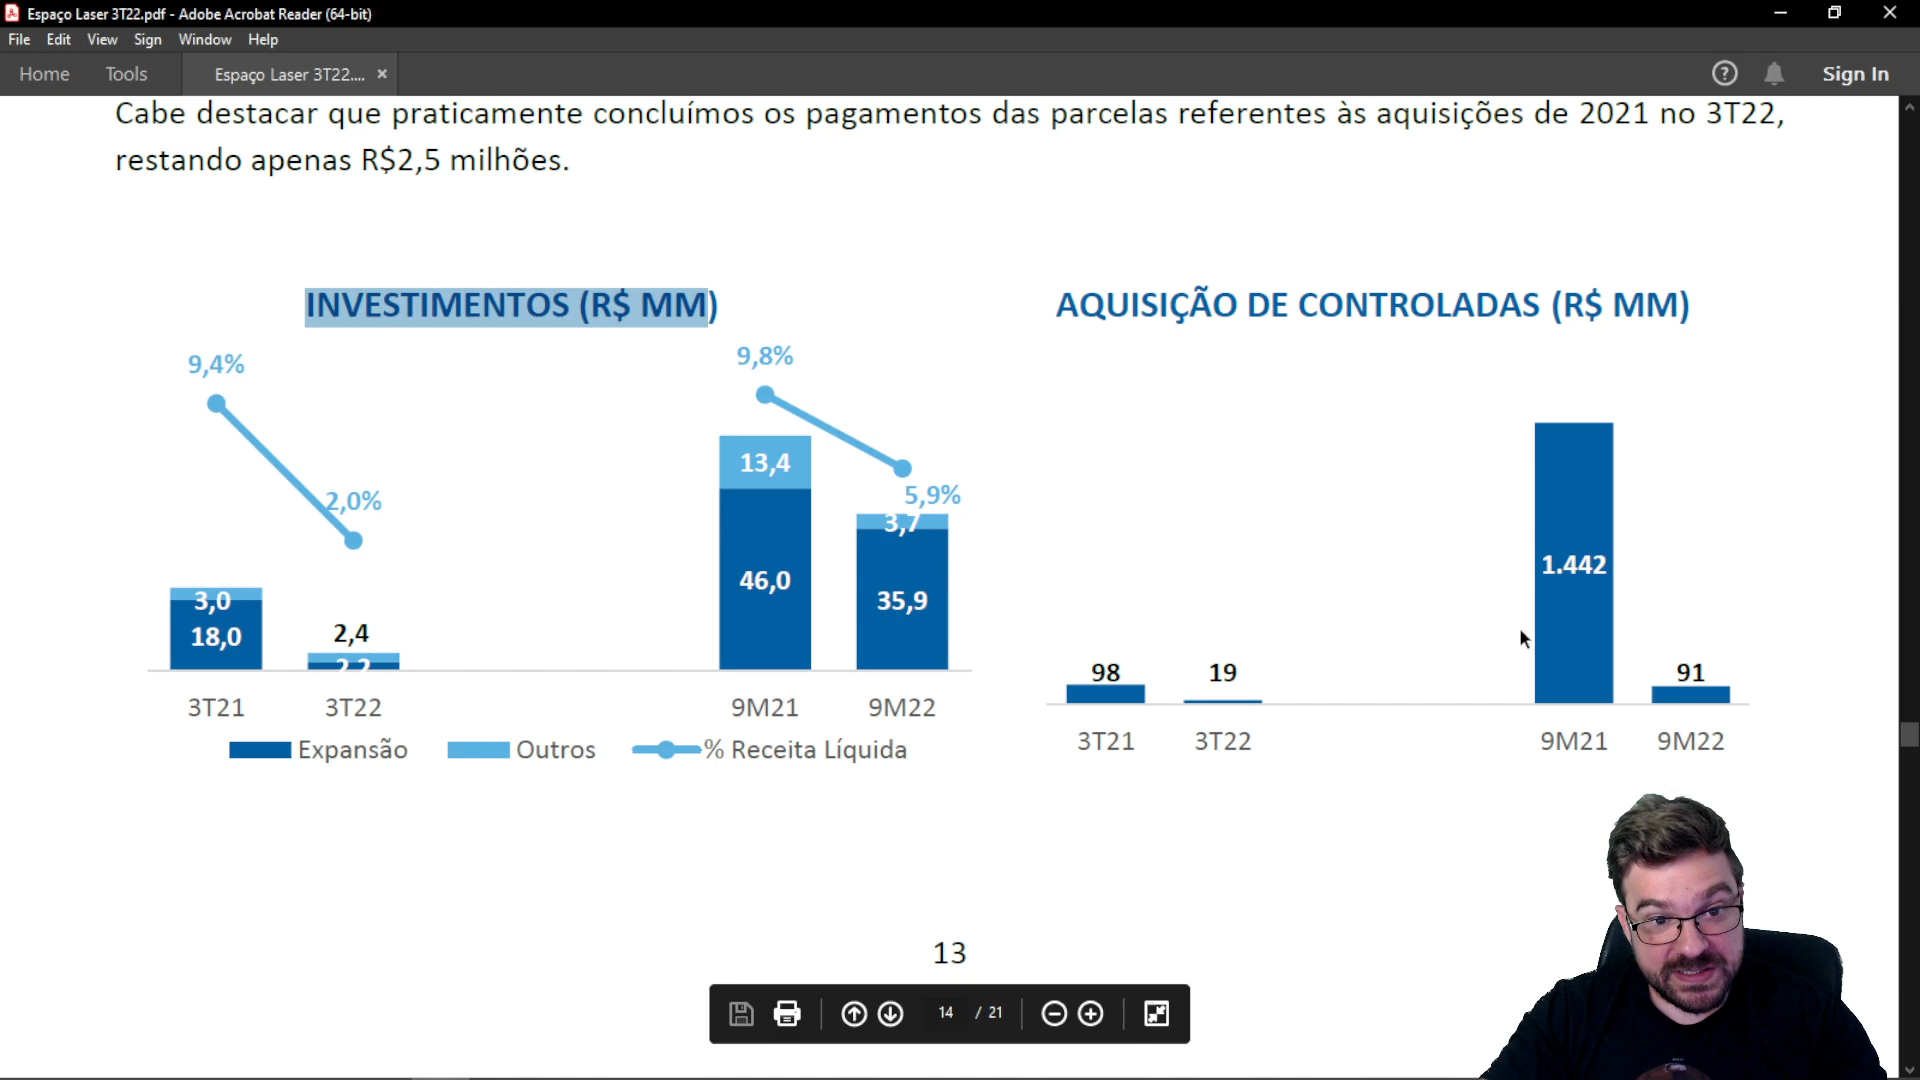 Espaço Laser 3T22.pdf - Adobe Acrobat Reader (64-bit)
File Edit View Sign Window Help
Home Tools Espaço Laser 3T22.... × Sign In
Cabe destacar que praticamente concluímos os pagamentos das parcelas referentes às aquisições de 2021 no 3T22,
restando apenas R$2,5 milhões.
INVESTIMENTOS (R$ MM)
9,4%
2,0%
9,8%
5,9%
3,0
18,0
2,4
2,2
13,4
46,0
3,7
35,9
3T21 3T22 9M21 9M22
Expansão Outros % Receita Líquida
AQUISIÇÃO DE CONTROLADAS (R$ MM)
98
19
1.442
91
3T21 3T22 9M21 9M22
13
14 / 21